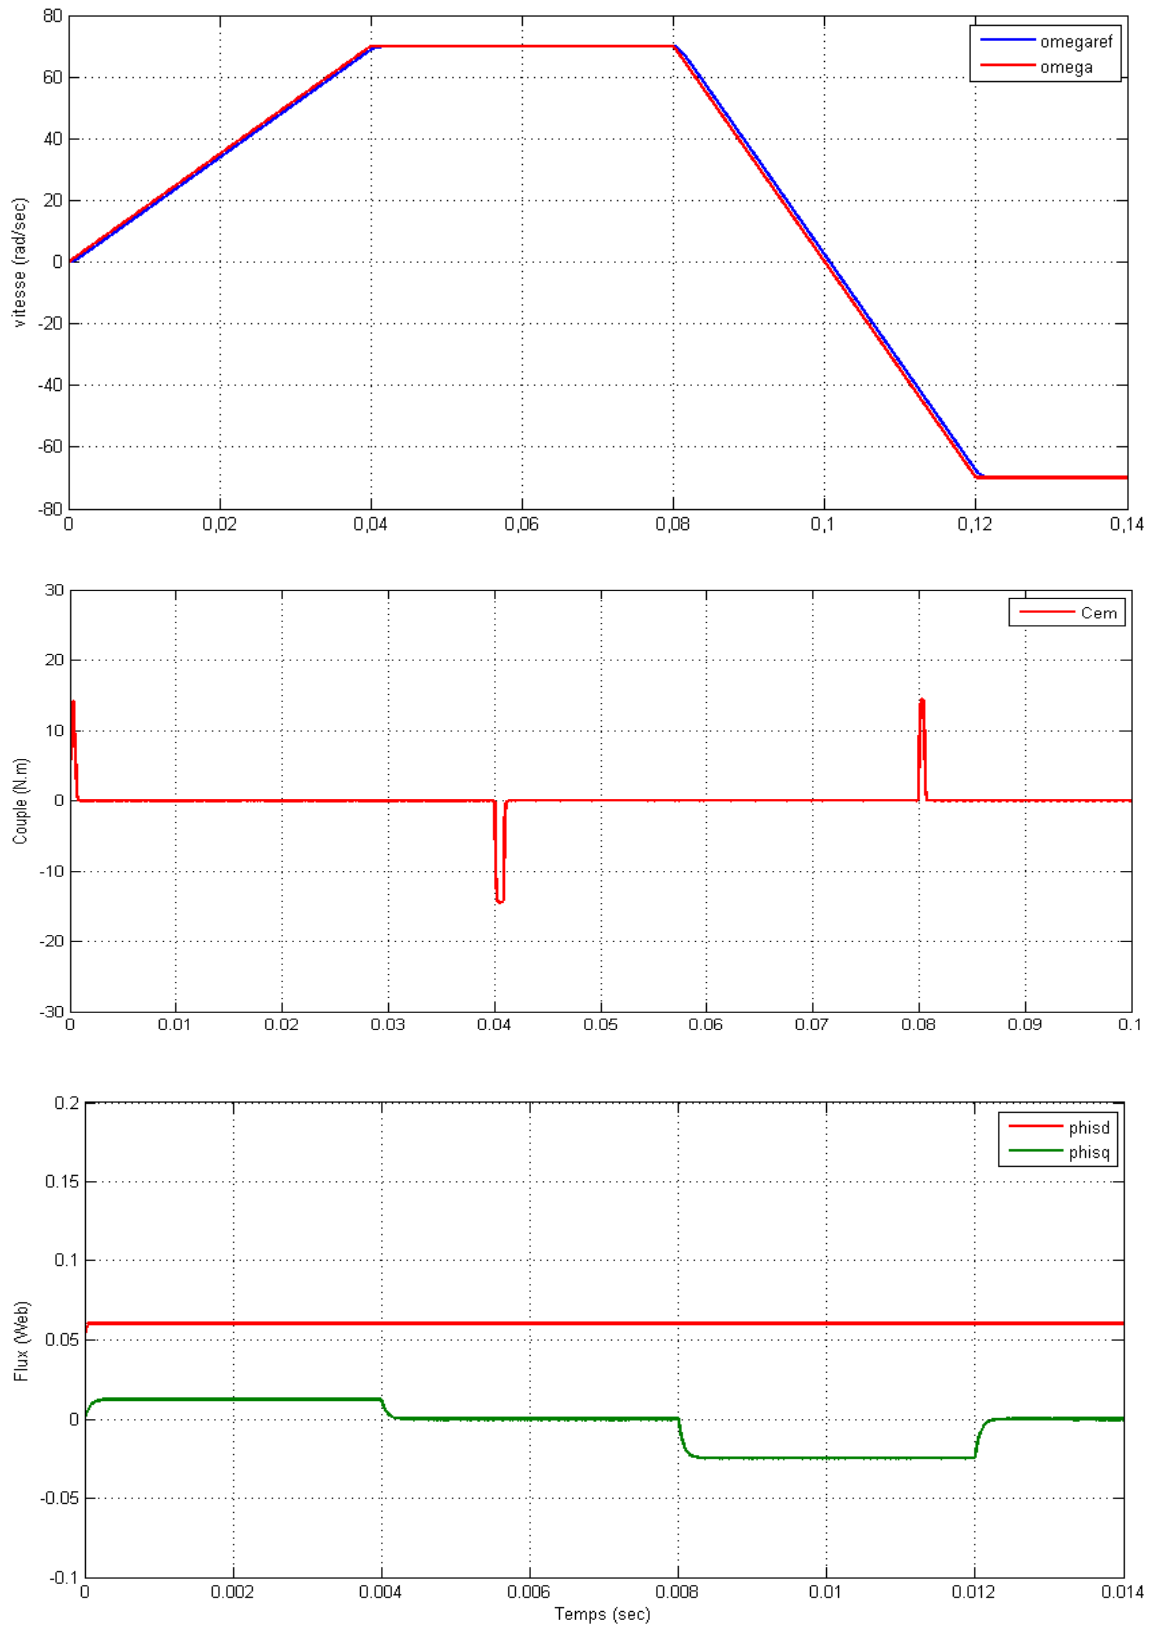 80
60
40
20
0
-20
-40
-60
-80
vitesse (rad/sec)
omegaref
omega
0 0,02 0,04 0,06 0,08 0,1 0,12 0,14
30
20
10
0
-10
-20
-30
Couple (N.m)
Cem
0 0.01 0.02 0.03 0.04 0.05 0.06 0.07 0.08 0.09 0.1
0.2
0.15
0.1
0.05
0
-0.05
-0.1
Flux (Web)
phisd
phisq
0 0.002 0.004 0.006 0.008 0.01 0.012 0.014
Temps (sec)